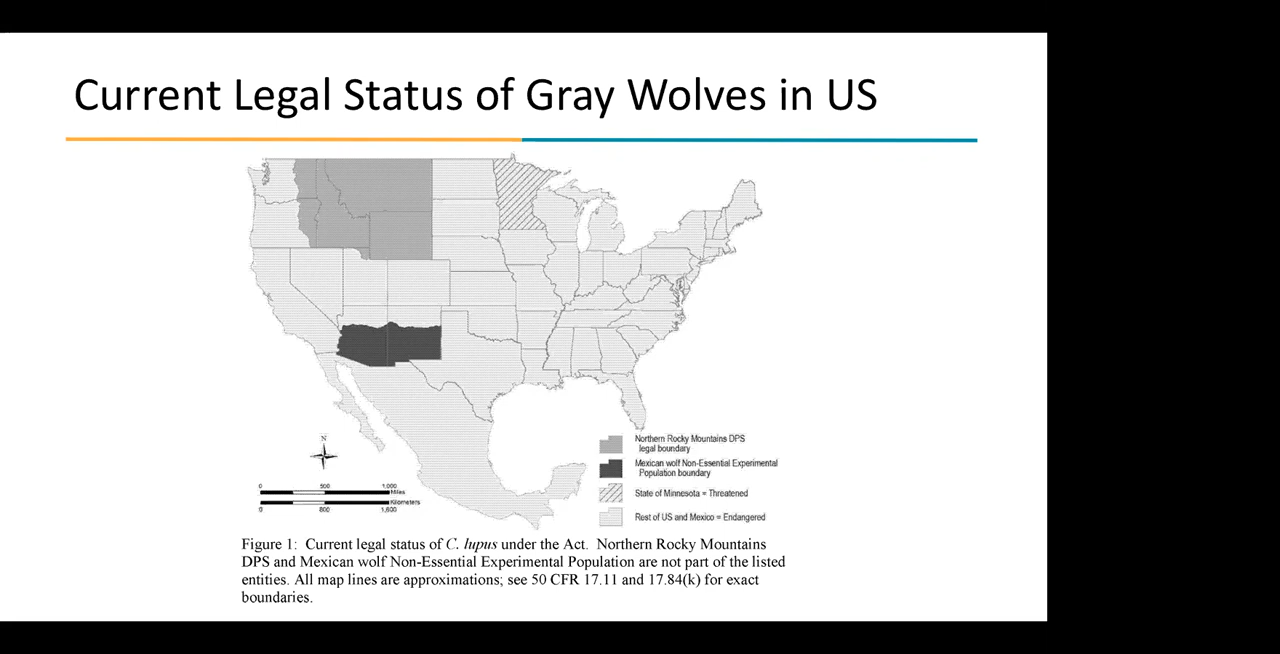 Current Legal Status of Gray Wolves in US
Northern Rocky Mountains DPS
legal boundary
Mexican wolf Non-Essential Experimental
Population boundary
State of Minnesota = Threatened
Rest of US and Mexico = Endangered
N
0 500 1,000
Miles
Kilometers
0 800 1,600
Figure 1: Current legal status of C. lupus under the Act. Northern Rocky Mountains
DPS and Mexican wolf Non-Essential Experimental Population are not part of the listed
entities. All map lines are approximations; see 50 CFR 17.11 and 17.84(k) for exact
boundaries.